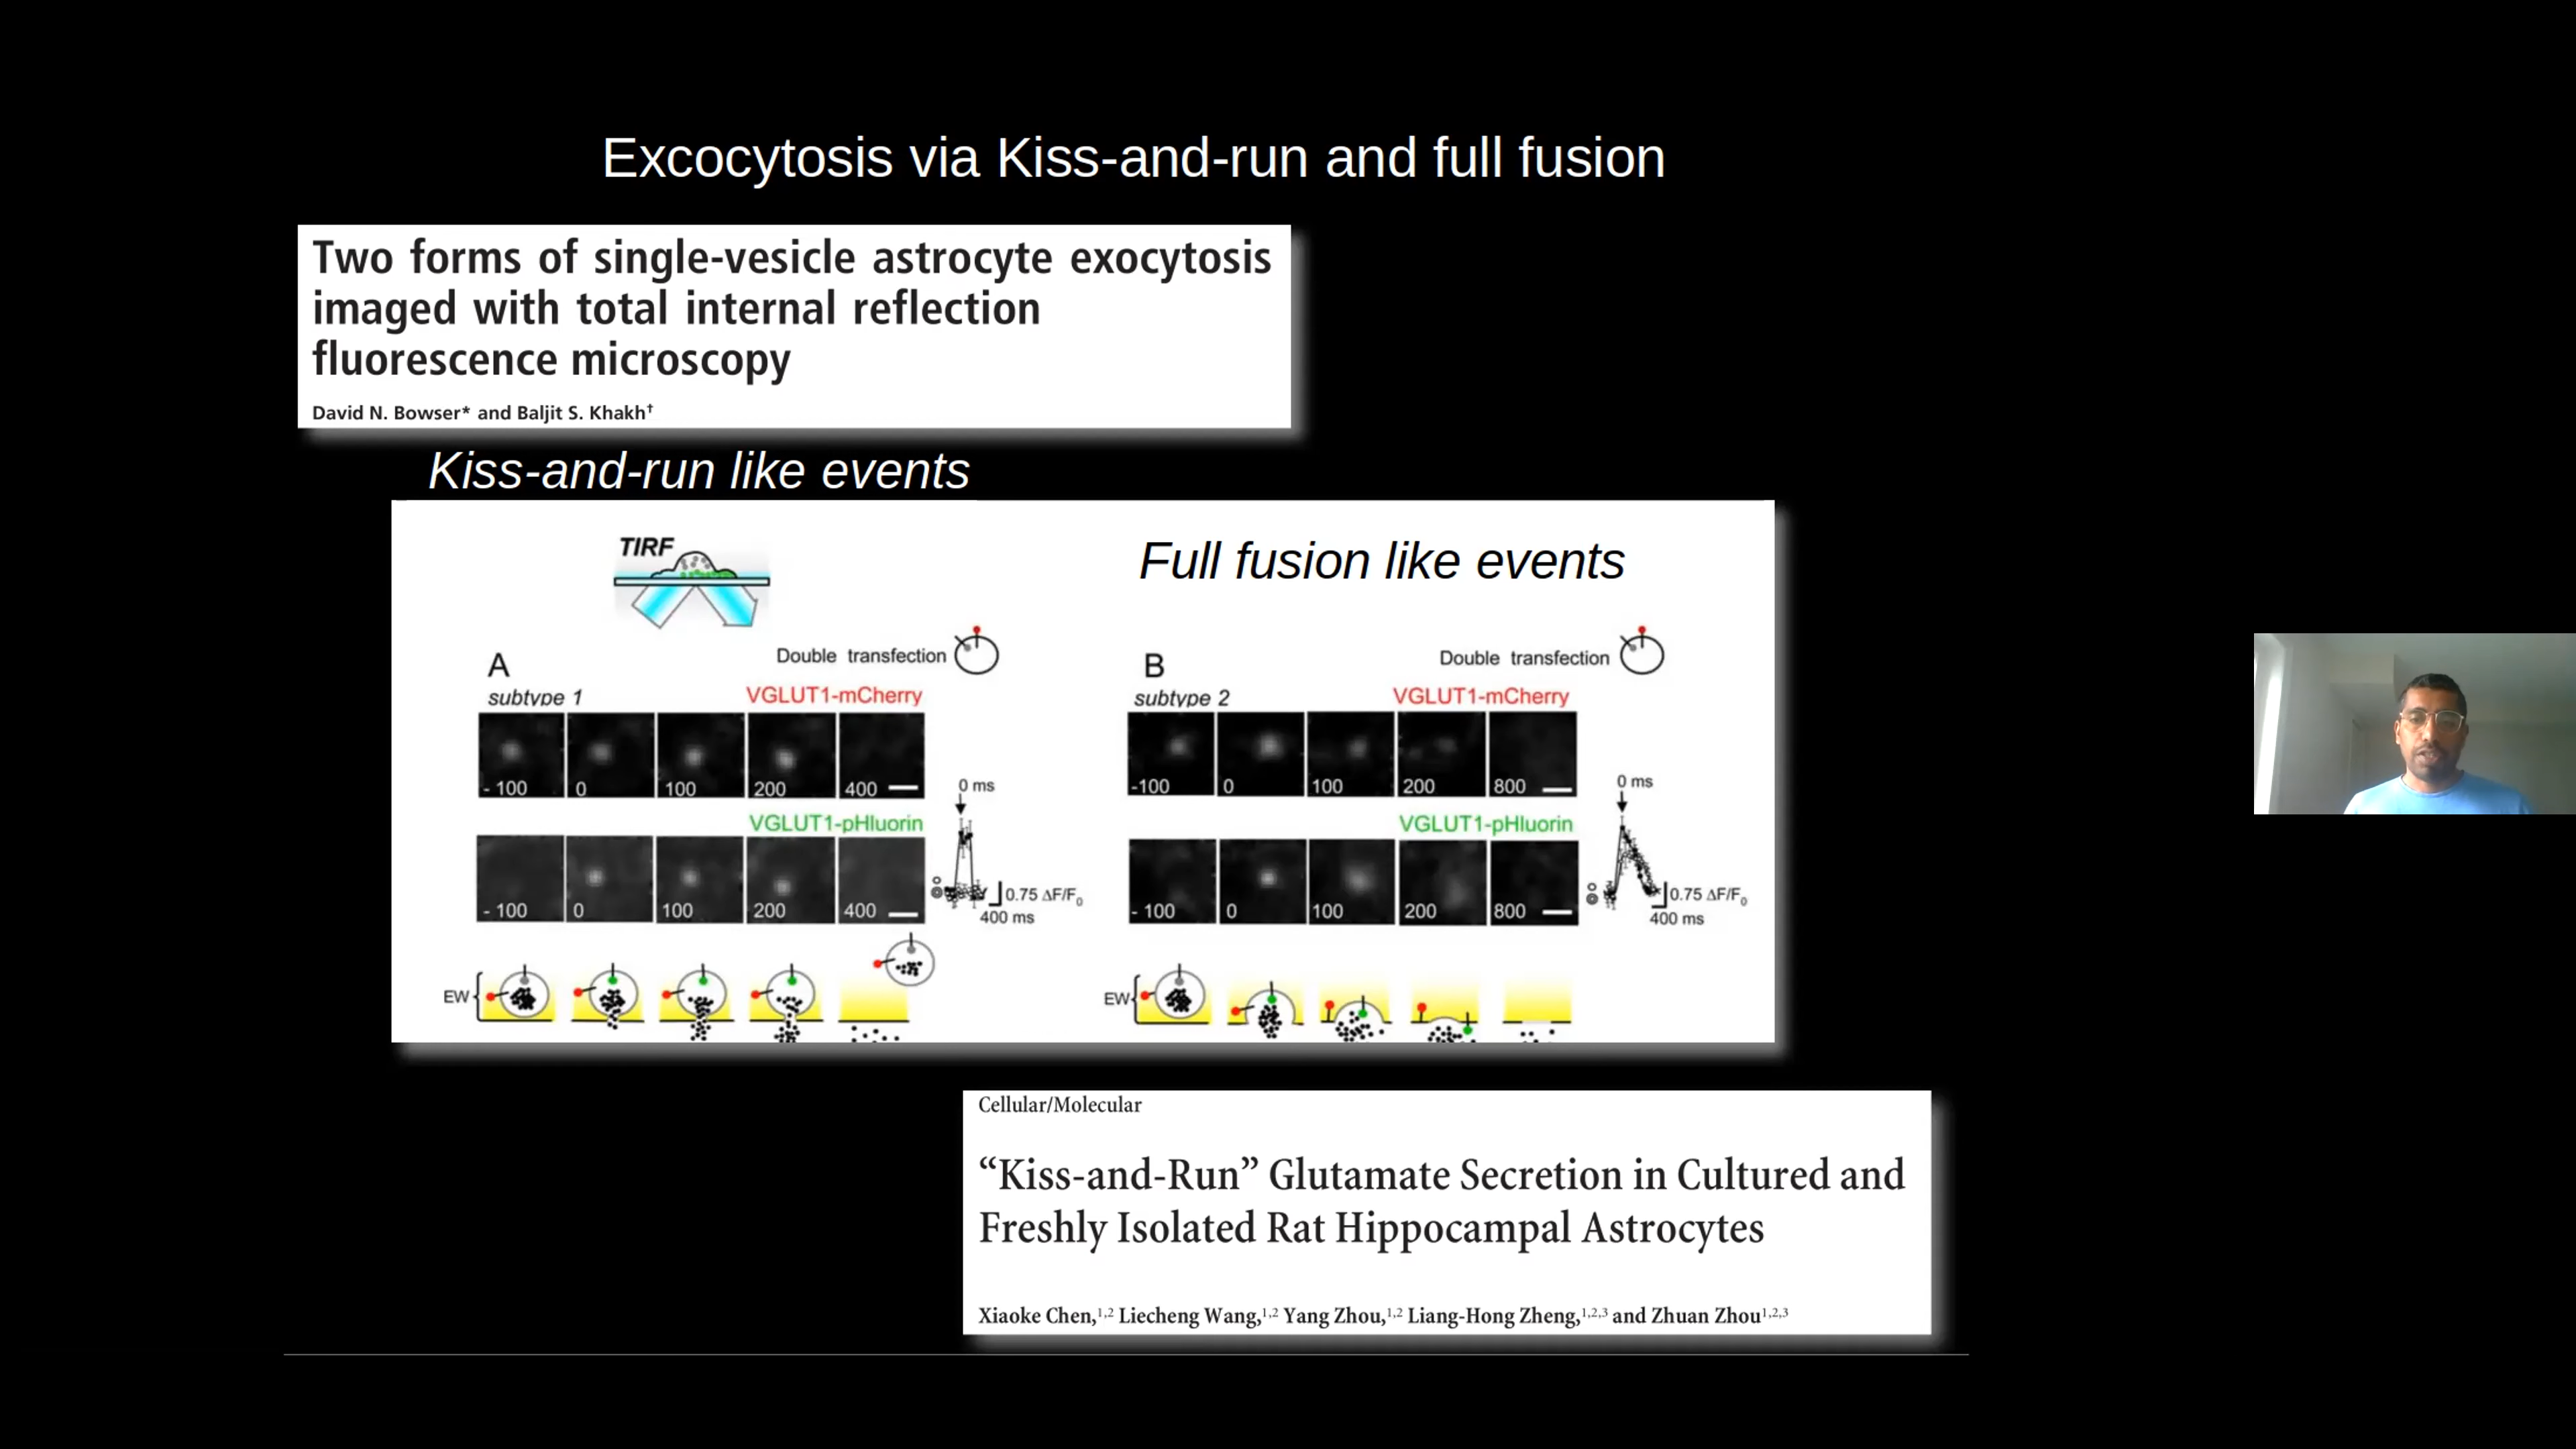 Excocytosis via Kiss-and-run and full fusion
Two forms of single-vesicle astrocyte exocytosis
imaged with total internal reflection
fluorescence microscopy
David N. Bowser* and Baljit S. Khakh†
Kiss-and-run like events
TIRF
Full fusion like events
A
Double transfection
subtype 1
VGLUT1-mCherry
- 100 0 100 200 400
0 ms
VGLUT1-pHluorin
- 100 0 100 200 400
0.75 ΔF/F0
400 ms
EW
B
Double transfection
subtype 2
VGLUT1-mCherry
-100 0 100 200 800
0 ms
VGLUT1-pHluorin
- 100 0 100 200 800
0.75 ΔF/F0
400 ms
EW
Cellular/Molecular
“Kiss-and-Run” Glutamate Secretion in Cultured and
Freshly Isolated Rat Hippocampal Astrocytes
Xiaoke Chen,1,2 Liecheng Wang,1,2 Yang Zhou,1,2 Liang-Hong Zheng,1,2,3 and Zhuan Zhou1,2,3